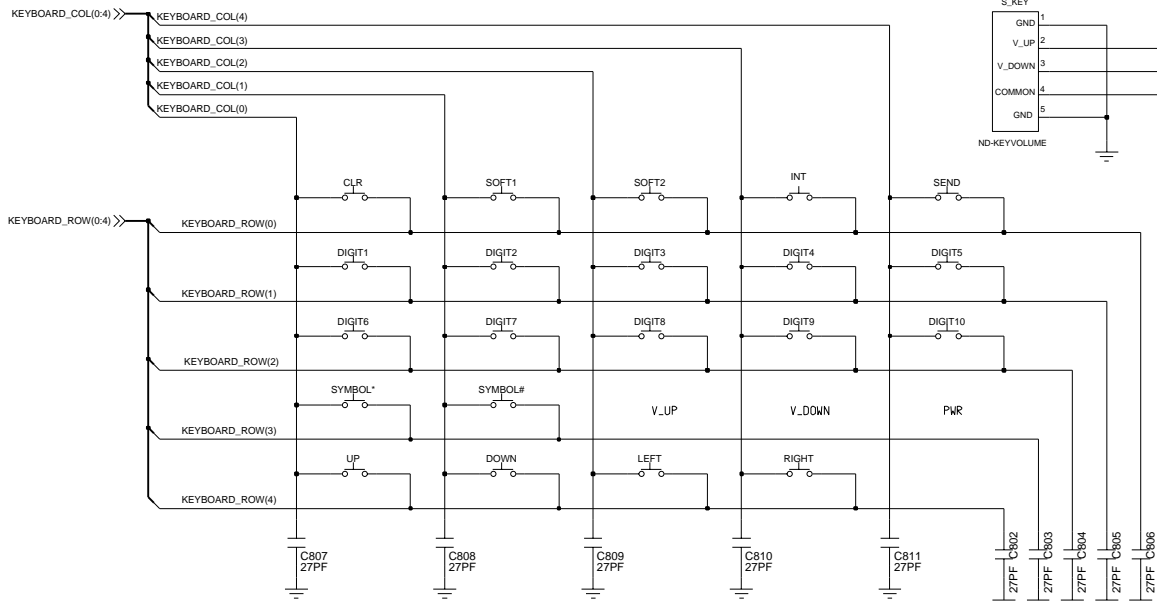 KEYBOARD_COL(0:4)
KEYBOARD_COL(4)
KEYBOARD_COL(3)
KEYBOARD_COL(2)
KEYBOARD_COL(1)
KEYBOARD_COL(0)
S_KEY
GND 1
V_UP 2
V_DOWN 3
COMMON 4
GND 5
ND-KEYVOLUME
CLR SOFT1 SOFT2 INT SEND
KEYBOARD_ROW(0:4)
KEYBOARD_ROW(0)
DIGIT1 DIGIT2 DIGIT3 DIGIT4 DIGIT5
KEYBOARD_ROW(1)
DIGIT6 DIGIT7 DIGIT8 DIGIT9 DIGIT10
KEYBOARD_ROW(2)
SYMBOL* SYMBOL# V_UP V_DOWN PWR
KEYBOARD_ROW(3)
UP DOWN LEFT RIGHT
KEYBOARD_ROW(4)
C807 C808 C809 C810 C811
27PF 27PF 27PF 27PF 27PF
C802 C803 C804 C805 C806
27PF 27PF 27PF 27PF 27PF